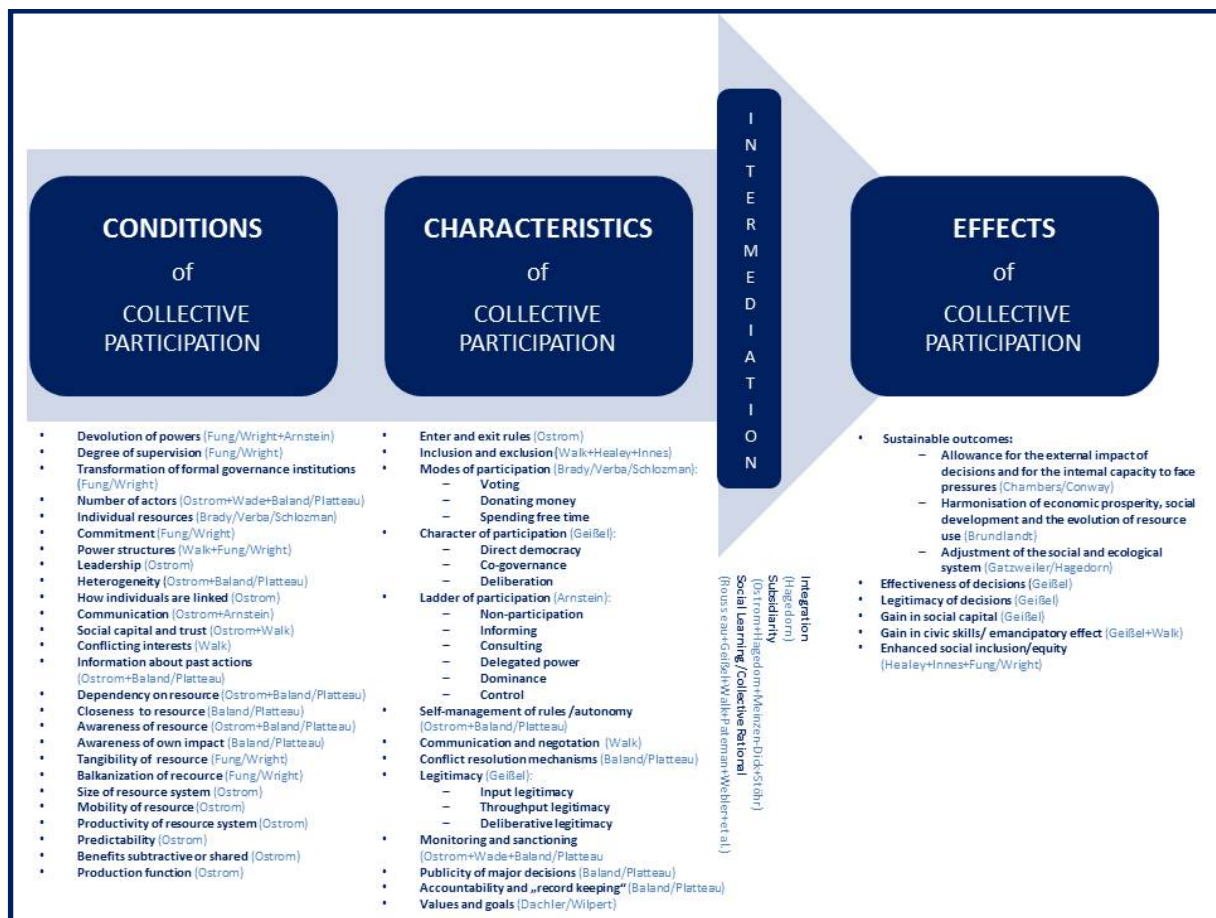 CONDITIONS
of
COLLECTIVE
PARTICIPATION
• Devolution of powers (Fung/Wright+Arnstein)
• Degree of supervision (Fung/Wright)
• Transformation of formal governance institutions
(Fung/Wright)
• Number of actors (Ostrom+Wade+Baland/Platteau)
• Individual resources (Brady/Verba/Schlozman)
• Commitment (Fung/Wright)
• Power structures (Walk+Fung/Wright)
• Leadership (Ostrom)
• Heterogeneity (Ostrom+Baland/Platteau)
• How individuals are linked (Ostrom)
• Communication (Ostrom+Arnstein)
• Social capital and trust (Ostrom+Walk)
• Conflicting interests (Walk)
• Information about past actions
(Ostrom+Baland/Platteau)
• Dependency on resource (Ostrom+Baland/Platteau)
• Closeness to resource (Baland/Platteau)
• Awareness of resource (Ostrom+Baland/Platteau)
• Awareness of own impact (Baland/Platteau)
• Tangibility of resource (Fung/Wright)
• Balkanization of recource (Fung/Wright)
• Size of resource system (Ostrom)
• Mobility of resource (Ostrom)
• Productivity of resource system (Ostrom)
• Predictability (Ostrom)
• Benefits subtractive or shared (Ostrom)
• Production function (Ostrom)
CHARACTERISTICS
of
COLLECTIVE
PARTICIPATION
• Enter and exit rules (Ostrom)
• Inclusion and exclusion (Walk+Healey+Innes)
• Modes of participation (Brady/Verba/Schlozman):
– Voting
– Donating money
– Spending free time
• Character of participation (Geißel):
– Direct democracy
– Co-governance
– Deliberation
• Ladder of participation (Arnstein):
– Non-participation
– Informing
– Consulting
– Delegated power
– Dominance
– Control
• Self-management of rules /autonomy
(Ostrom+Baland/Platteau)
• Communication and negotation (Walk)
• Conflict resolution mechanisms (Baland/Platteau)
• Legitimacy (Geißel):
– Input legitimacy
– Throughput legitimacy
– Deliberative legitimacy
• Monitoring and sanctioning
(Ostrom+Wade+Baland/Platteau
• Publicity of major decisions (Baland/Platteau)
• Accountability and „record keeping“ (Baland/Platteau)
• Values and goals (Dachler/Wilpert)
INTERMEDIATION
Integration
(Hagedorn)
Subsidiarity
(Ostrom+Hagedorn+Meinzen-Dick+Stöhr)
Social Learning /Collective Rational
(Rousseau+Geißel+Walk+Pateman+Webler+et al.)
EFFECTS
of
COLLECTIVE
PARTICIPATION
• Sustainable outcomes:
– Allowance for the external impact of
decisions and for the internal capacity to face
pressures (Chambers/Conway)
– Harmonisation of economic prosperity, social
development and the evolution of resource
use (Brundlandt)
– Adjustment of the social and ecological
system (Gatzweiler/Hagedorn)
• Effectiveness of decisions (Geißel)
• Legitimacy of decisions (Geißel)
• Gain in social capital (Geißel)
• Gain in civic skills/ emancipatory effect (Geißel+Walk)
• Enhanced social inclusion/equity
(Healey+Innes+Fung/Wright)